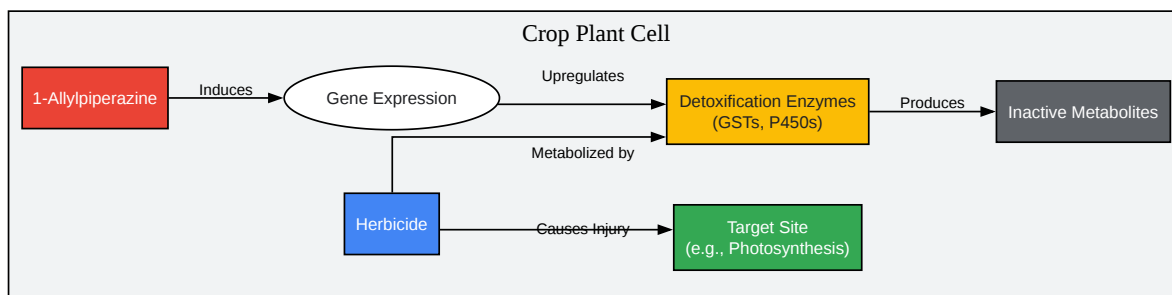 Crop Plant Cell
1-Allylpiperazine
Induces
Gene Expression
Upregulates
Detoxification Enzymes
(GSTs, P450s)
Produces
Inactive Metabolites
Metabolized by
Herbicide
Causes Injury
Target Site
(e.g., Photosynthesis)